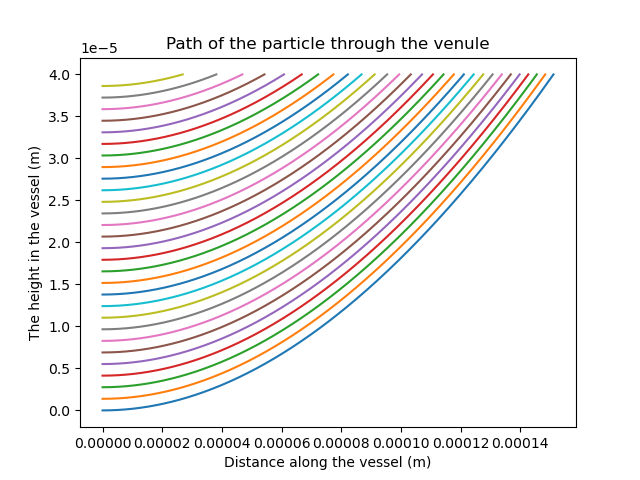 Path of the particle through the venule
1e−5
4.0
3.5
3.0
2.5
2.0
1.5
1.0
0.5
0.0
The height in the vessel (m)
0.00000 0.00002 0.00004 0.00006 0.00008 0.00010 0.00012 0.00014
Distance along the vessel (m)